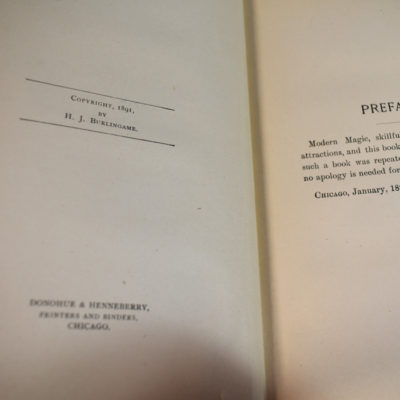 COPYRIGHT, 1891,
BY
H. J. BURLINGAME.
DONOHUE & HENNEBERRY,
PRINTERS AND BINDERS,
CHICAGO.
PREFA
Modern Magic, skillfu
attractions, and this book
such a book was repeate
no apology is needed for
CHICAGO, January, 189